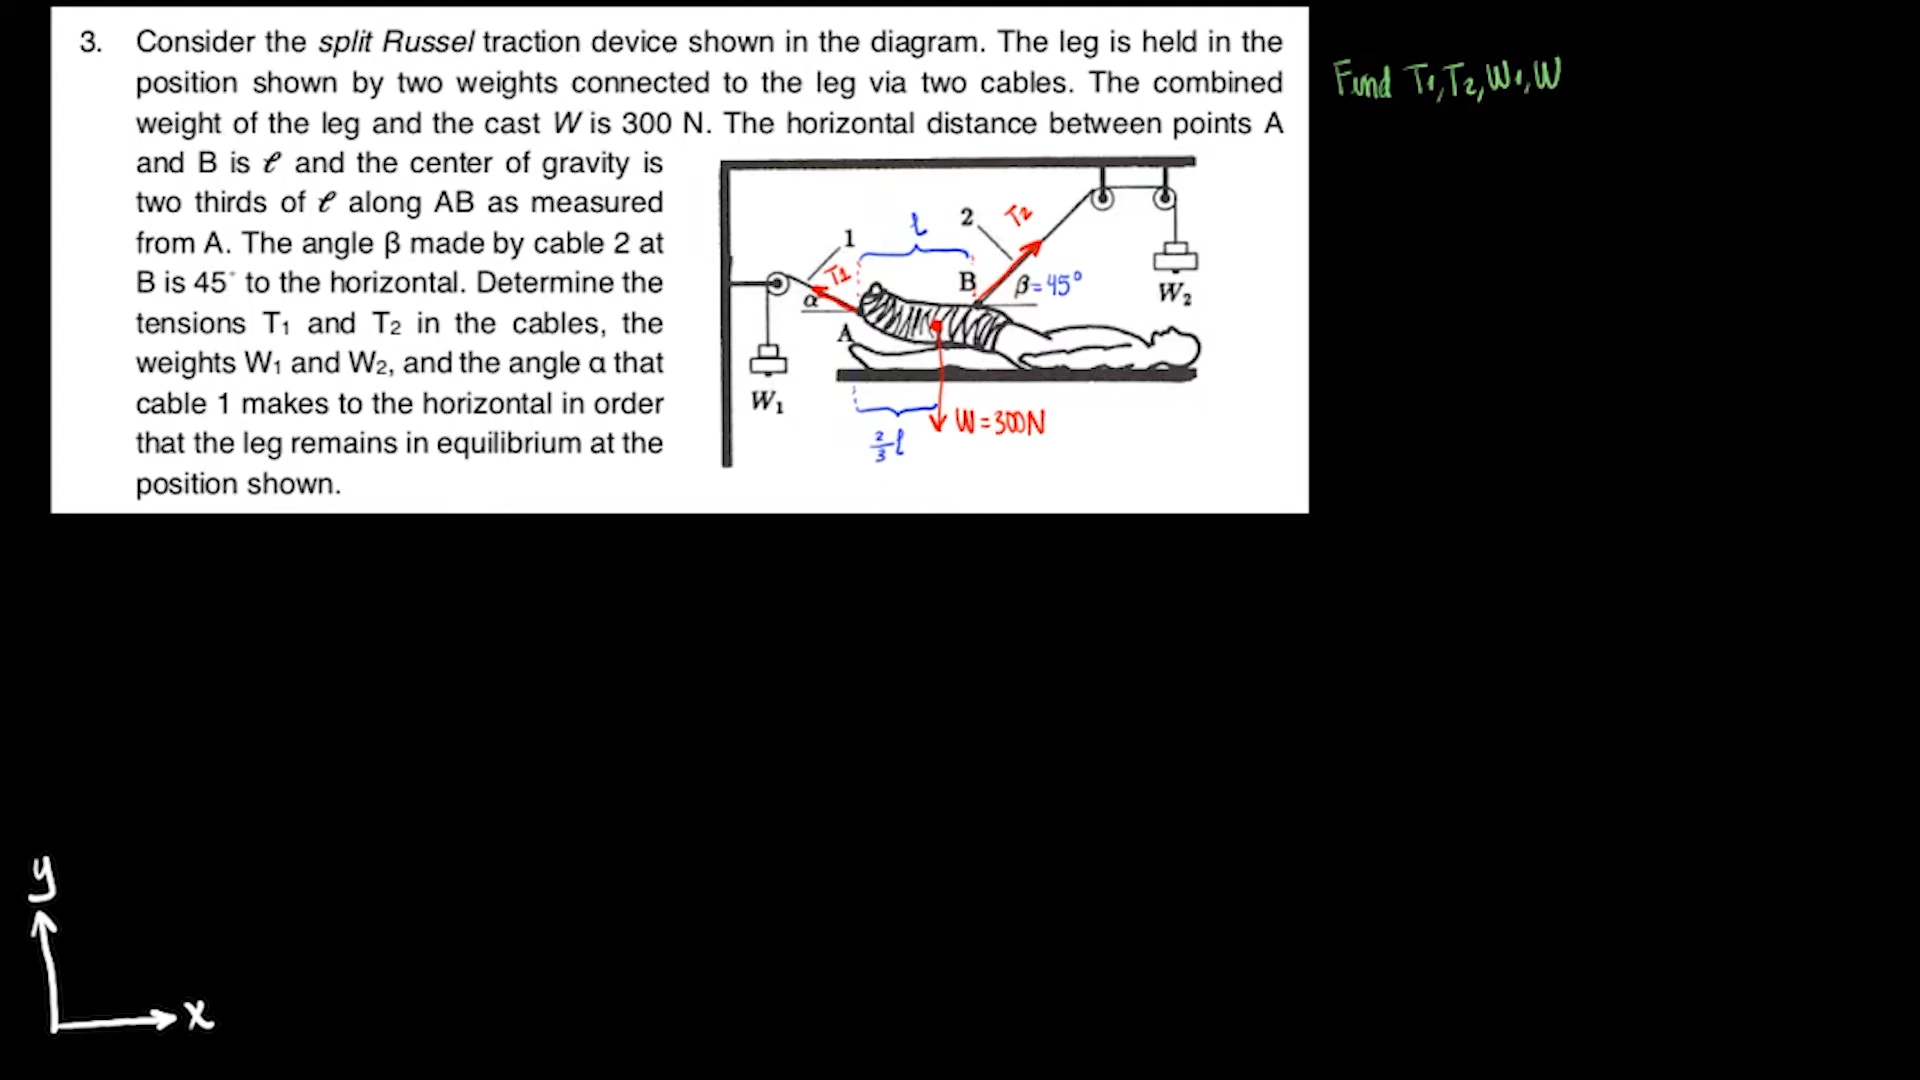 3. Consider the split Russel traction device shown in the diagram. The leg is held in the
position shown by two weights connected to the leg via two cables. The combined
weight of the leg and the cast W is 300 N. The horizontal distance between points A
and B is ℓ and the center of gravity is
two thirds of ℓ along AB as measured
from A. The angle β made by cable 2 at
B is 45° to the horizontal. Determine the
tensions T₁ and T₂ in the cables, the
weights W₁ and W₂, and the angle α that
cable 1 makes to the horizontal in order
that the leg remains in equilibrium at the
position shown.
Find T₁, T₂, W₁, W
1
T₁
α
A
ℓ
2
T₂
B
β=45°
W₂
W₁
2/3 ℓ
W=300N
y
x